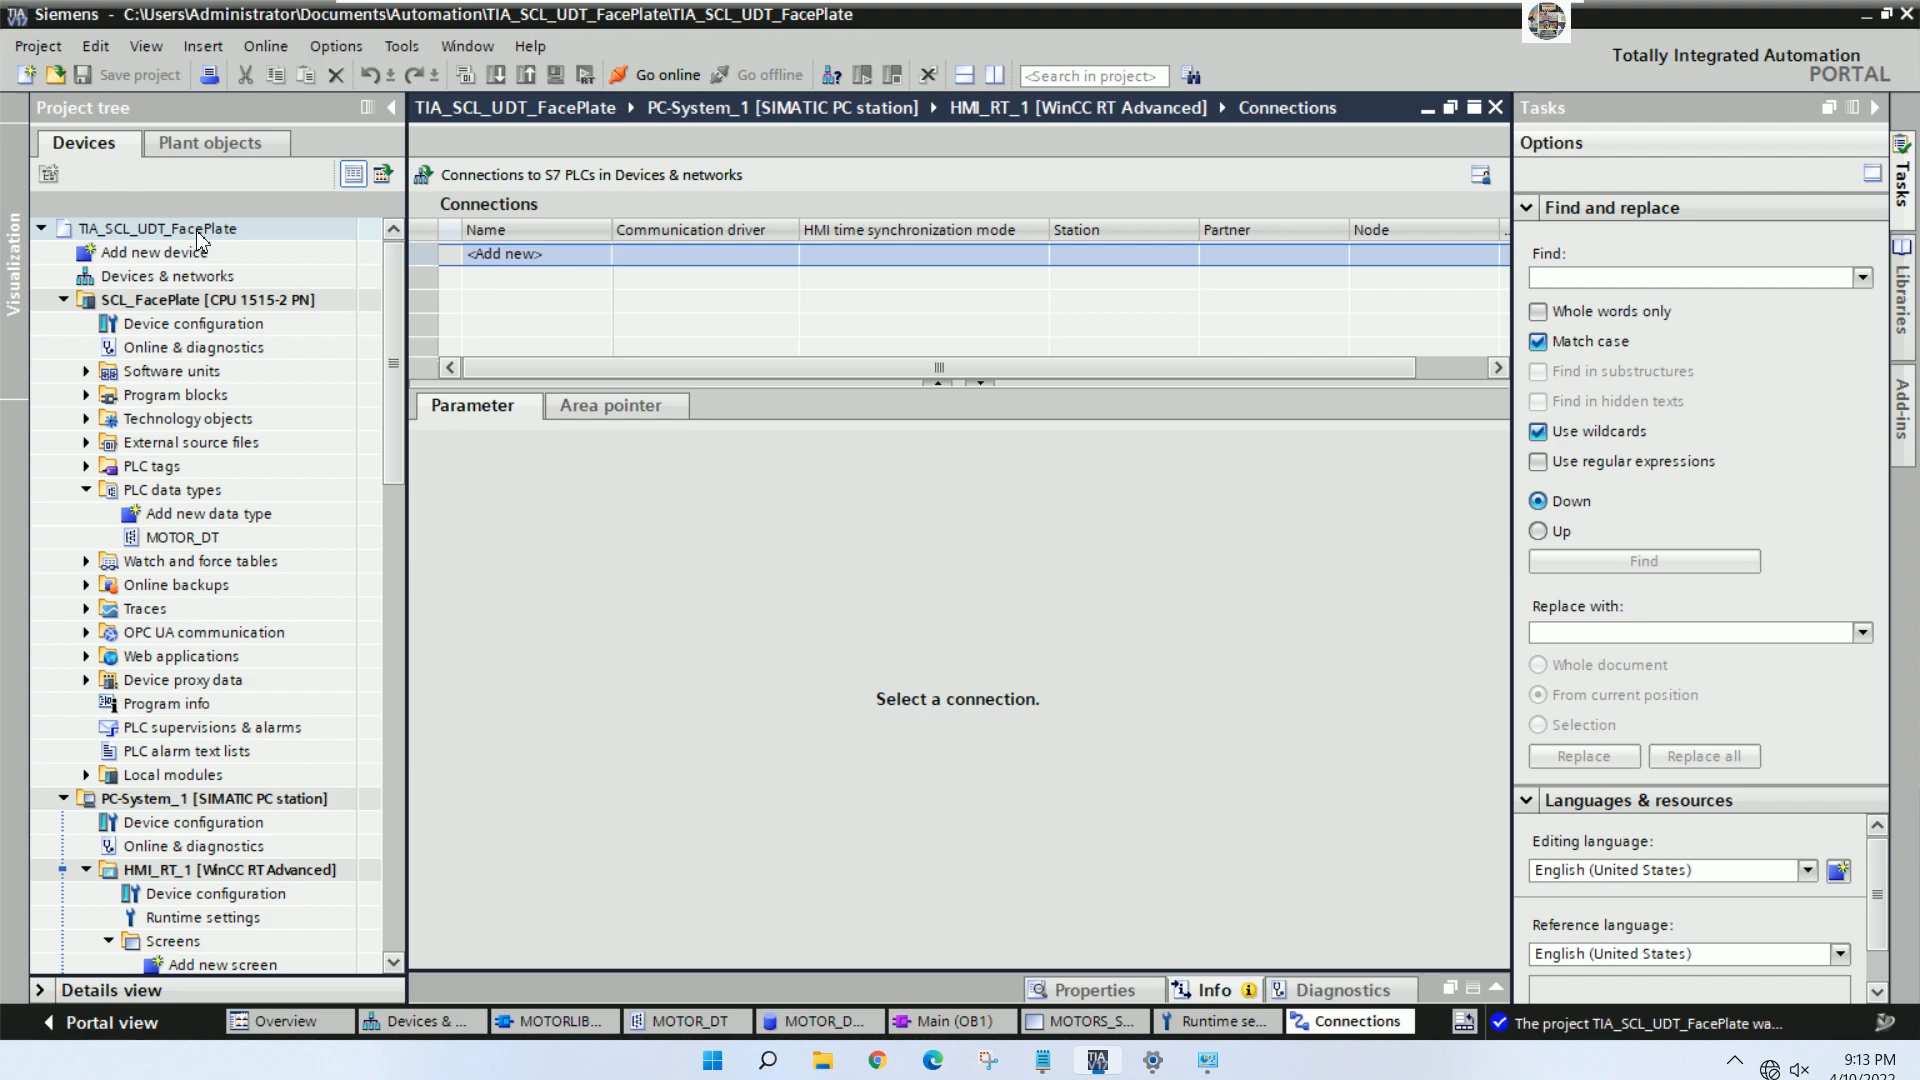 Siemens - C:\Users\Administrator\Documents\Automation\TIA_SCL_UDT_FacePlate\TIA_SCL_UDT_FacePlate
Project Edit View Insert Online Options Tools Window Help
Totally Integrated Automation
PORTAL
Save project Go online Go offline <Search in project>
Project tree
TIA_SCL_UDT_FacePlate PC-System_1 [SIMATIC PC station] HMI_RT_1 [WinCC RT Advanced] Connections
Tasks
Devices Plant objects
Options
Connections to S7 PLCs in Devices & networks
Connections
Name Communication driver HMI time synchronization mode Station Partner Node ...
<Add new>
Visualization
TIA_SCL_UDT_FacePlate
Add new device
Devices & networks
SCL_FacePlate [CPU 1515-2 PN]
Device configuration
Online & diagnostics
Software units
Program blocks
Technology objects
External source files
PLC tags
PLC data types
Add new data type
MOTOR_DT
Watch and force tables
Online backups
Traces
OPC UA communication
Web applications
Device proxy data
Program info
PLC supervisions & alarms
PLC alarm text lists
Local modules
PC-System_1 [SIMATIC PC station]
Device configuration
Online & diagnostics
HMI_RT_1 [WinCC RT Advanced]
Device configuration
Runtime settings
Screens
Add new screen
Details view
Parameter Area pointer
Select a connection.
Properties Info Diagnostics
Find and replace
Find:
Whole words only
Match case
Find in substructures
Find in hidden texts
Use wildcards
Use regular expressions
Down
Up
Find
Replace with:
Whole document
From current position
Selection
Replace Replace all
Languages & resources
Editing language:
English (United States)
Reference language:
English (United States)
Tasks
Libraries
Add-ins
Portal view Overview Devices & ... MOTORLIB... MOTOR_DT MOTOR_D... Main (OB1) MOTORS_S... Runtime se... Connections The project TIA_SCL_UDT_FacePlate wa...
9:13 PM
4/10/2022